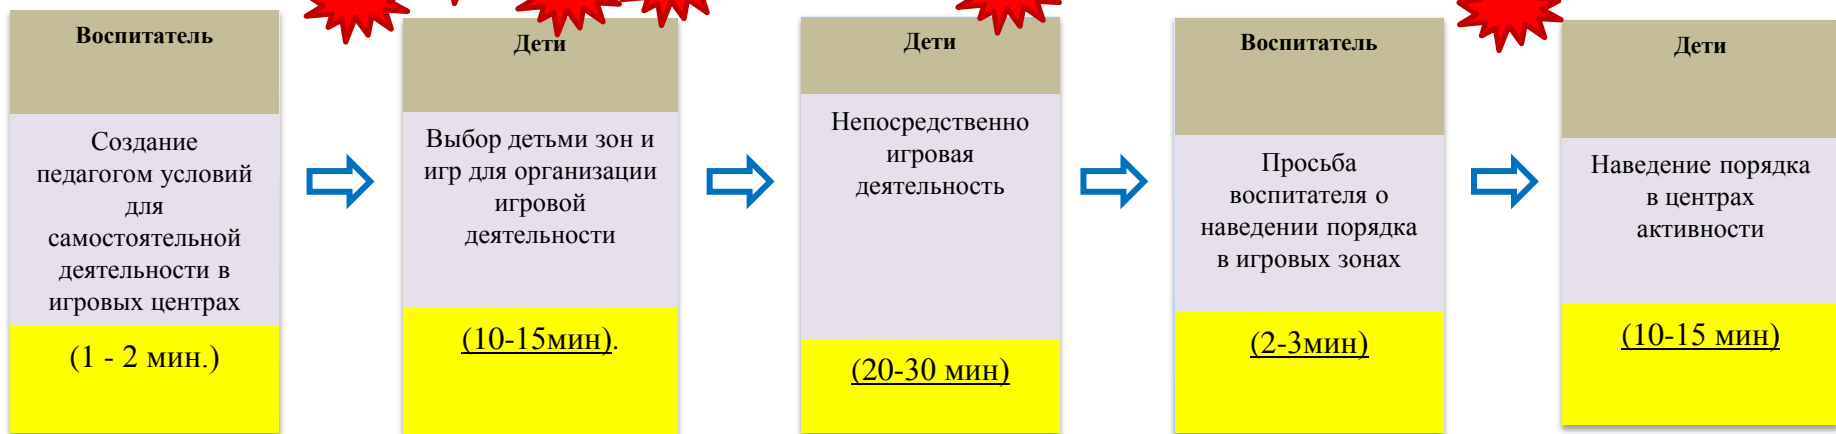 Воспитатель
Создание
педагогом условий
для
самостоятельной
деятельности в
игровых центрах
(1 - 2 мин.)
Дети
Выбор детьми зон и
игр для организации
игровой
деятельности
(10-15мин).
Дети
Непосредственно
игровая
деятельность
(20-30 мин)
Воспитатель
Просьба
воспитателя о
наведении порядка
в игровых зонах
(2-3мин)
Дети
Наведение порядка
в центрах
активности
(10-15 мин)